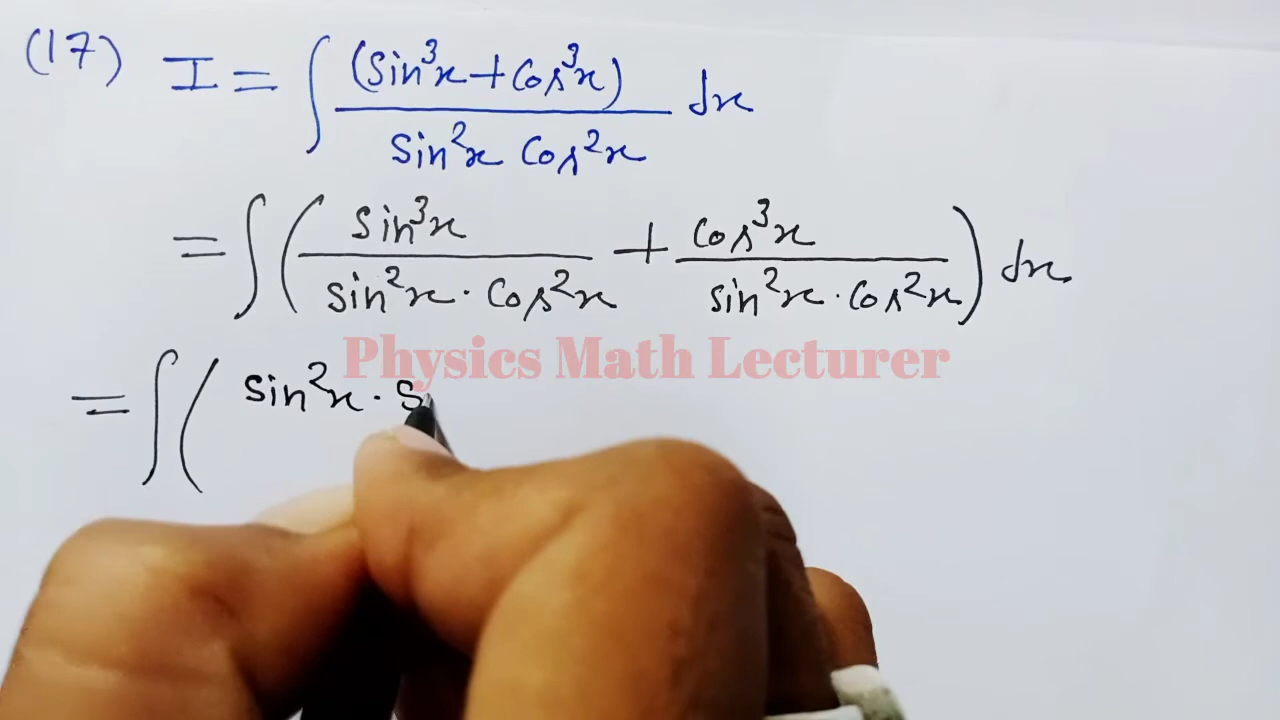 (17) I = ∫ (sin³x + cos³x) / sin²x cos²x dx
= ∫ ( sin³x / sin²x · cos²x + cos³x / sin²x · cos²x ) dx
Physics Math Lecturer
= ∫ ( sin²x · s